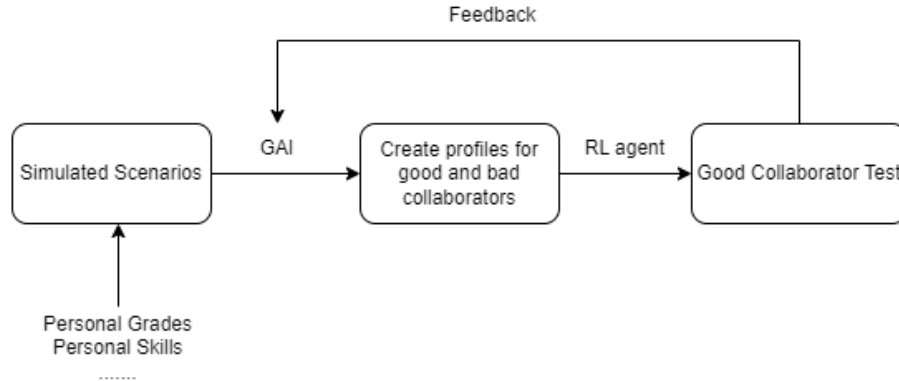 Feedback
GAI
RL agent
Simulated Scenarios
Create profiles for
good and bad
collaborators
Good Collaborator Test
Personal Grades
Personal Skills
.......